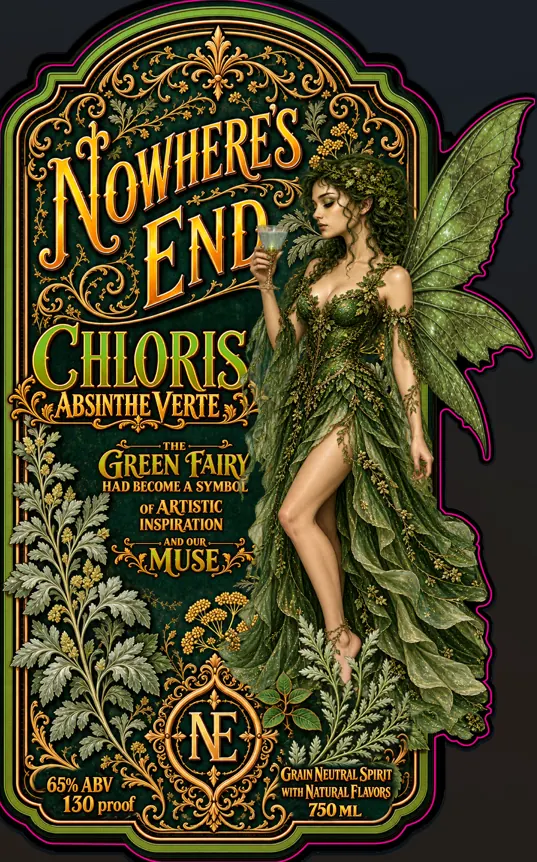 NOWHERE'S
END
CHLORIS
ABSINTHE VERTE
THE
GREEN FAIRY
HAD BECOME A SYMBOL
OF ARTISTIC
INSPIRATION
AND OUR
MUSE
NE
65% ABV
130 proof
GRAIN NEUTRAL SPIRIT
WITH NATURAL FLAVORS
750 ML